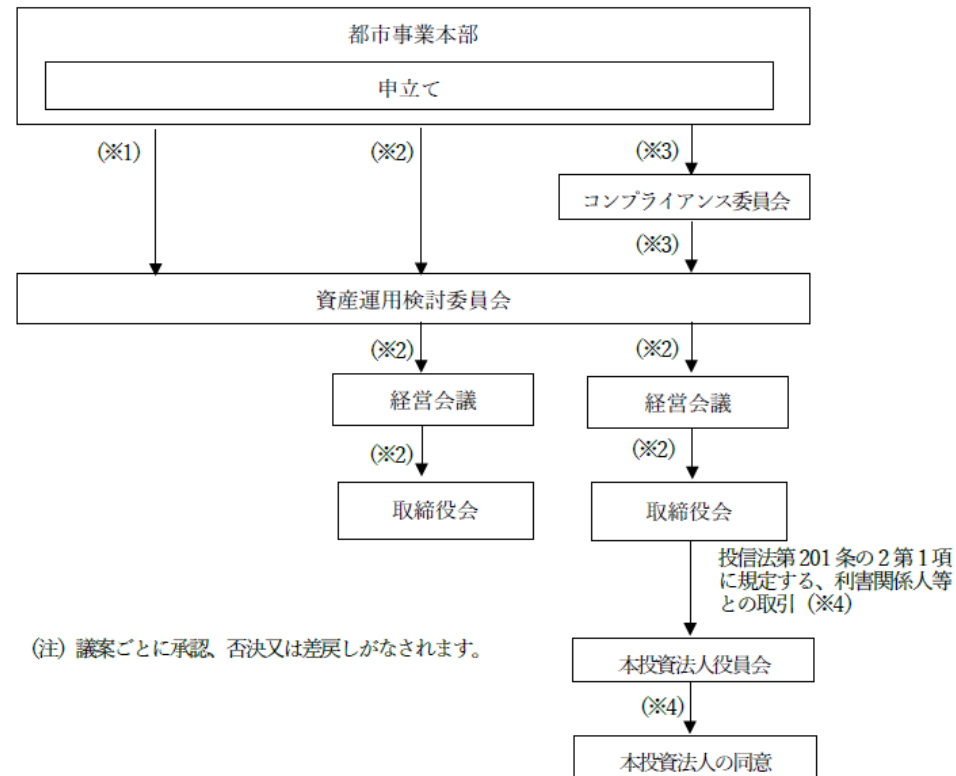 都市事業本部
申立て
(※1)
(※2)
(※3)
コンプライアンス委員会
(※3)
資産運用検討委員会
(※2)
(※2)
経営会議
経営会議
(※2)
(※2)
取締役会
取締役会
投信法第201条の2第1項
に規定する、利害関係人等
との取引（※4）
(注) 議案ごとに承認、否決又は差戻しがなされます。
本投資法人役員会
(※4)
本投資法人の同意